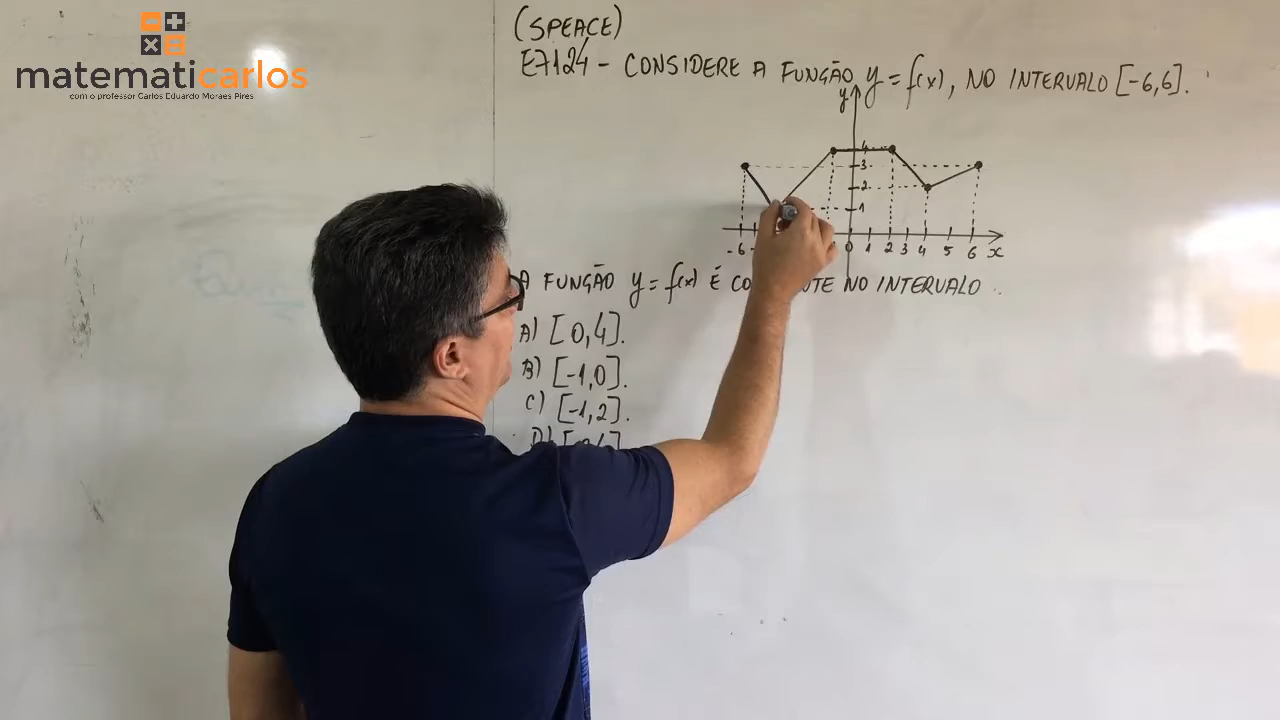 matematicarlos
com o professor Carlos Eduardo Moraes Pires
(SPEACE)
E7124 - CONSIDERE A FUNÇÃO y = f(x), NO INTERVALO [-6,6].
y
4
3
2
1
-6 0 1 2 3 4 5 6 x
A FUNÇÃO y = f(x) É NO INTERVALO ..
A) [0,4].
B) [-1,0].
C) [-1,2].
D)